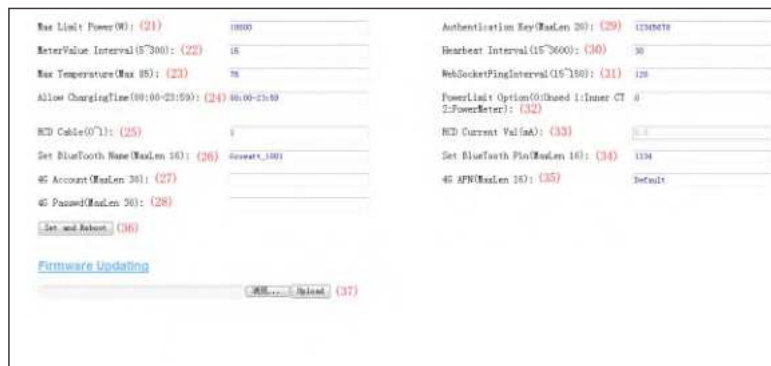 Max Limit Power(W): (21)
Authentication Key(MaxLen 20): (29) 12345678
MeterValue Interval(5~300): (22) 15
Hearbeat Interval(15~3600): (30) 30
Max Temperature(Max 85): (23)
WebSocketPingInterval(15~150): (31) 120
Allow ChargingTime(00:00-23:59): (24) 00:00-23:59
PowerLimit Option(0:Unsed 1:Inner CT 0
2:PowerMeter): (32)
RCD Cable(0~1): (25)
RCD Current Val(mA): (33)
Set BlueTooth Name(MaxLen 16): (26) Growatt_1001
Set BlueTooth Pin(MaxLen 16): (34) 1234
4G Account(MaxLen 30): (27)
4G APN(MaxLen 16): (35) Default
4G Passwd(MaxLen 30): (28)
Set and Reboot (36)
Firmware Updating
Upload (37)